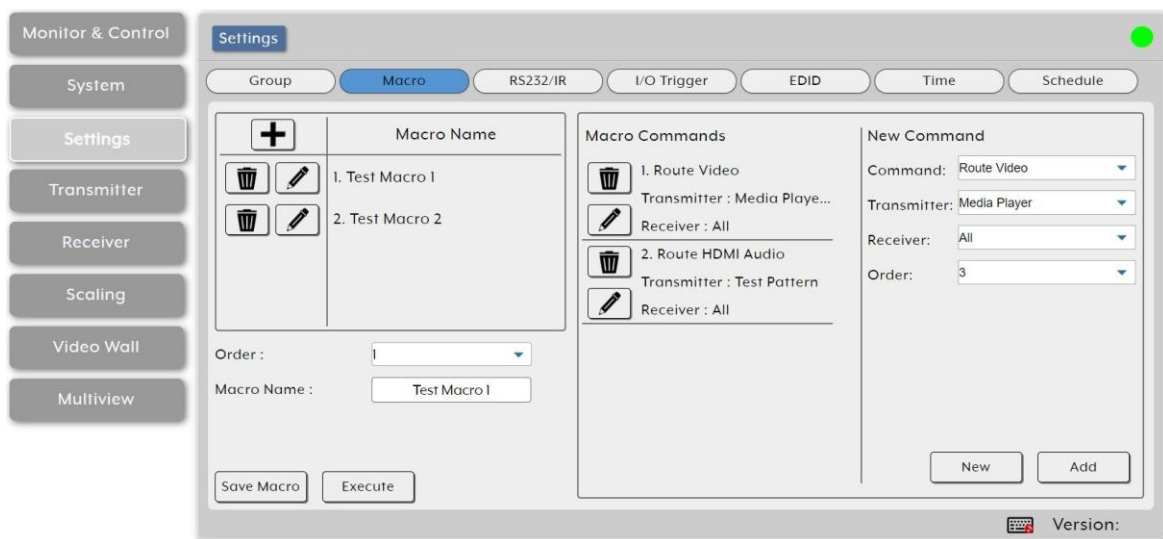 Monitor & Control
System
Settings
Transmitter
Receiver
Scaling
Video Wall
Multiview
Settings
Group
Macro
RS232/IR
I/O Trigger
EDID
Time
Schedule
Macro Name
1. Test Macro 1
2. Test Macro 2
Order :
1
Macro Name :
Test Macro 1
Save Macro
Execute
Macro Commands
1. Route Video
Transmitter : Media Playe...
Receiver : All
2. Route HDMI Audio
Transmitter : Test Pattern
Receiver : All
New Command
Command: Route Video
Transmitter: Media Player
Receiver: All
Order: 3
New
Add
Version: